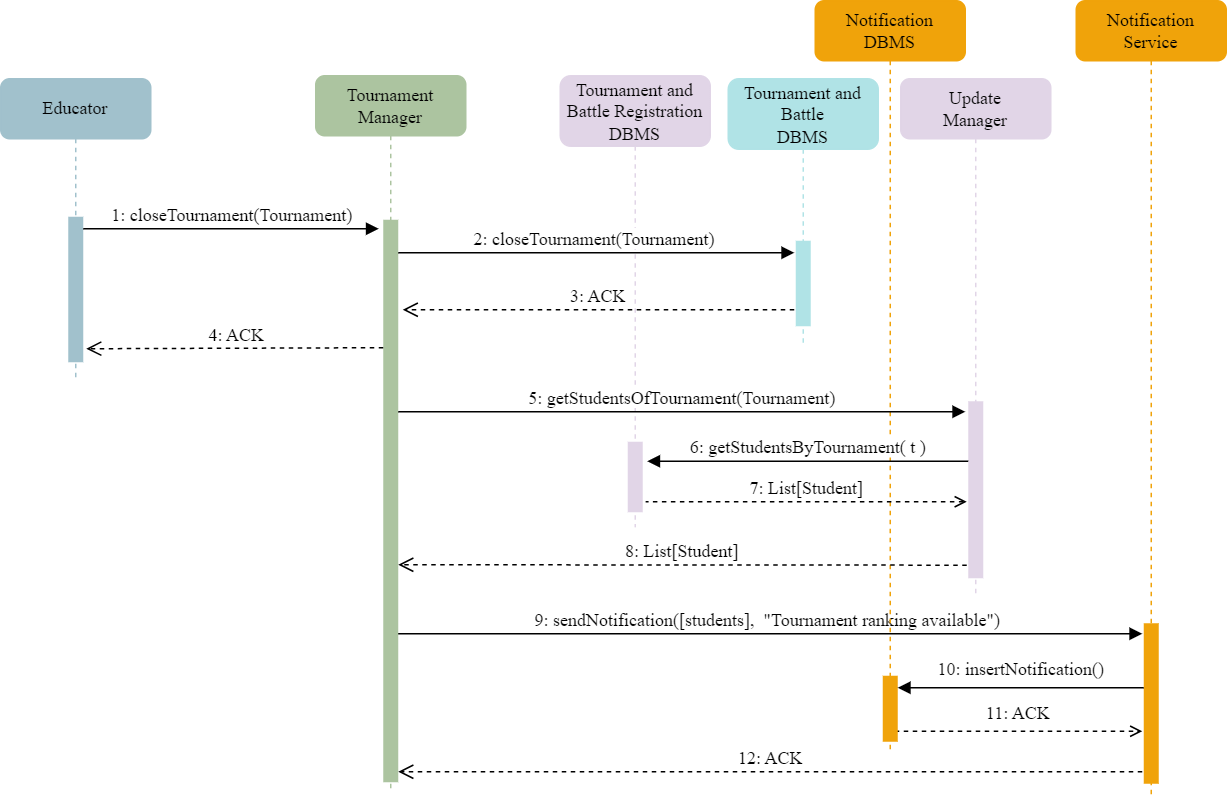 Notification
DBMS
Notification
Service
Educator
Tournament
Manager
Tournament and
Battle Registration
DBMS
Tournament and
Battle
DBMS
Update
Manager
1: closeTournament(Tournament)
2: closeTournament(Tournament)
3: ACK
4: ACK
5: getStudentsOfTournament(Tournament)
6: getStudentsByTournament( t )
7: List[Student]
8: List[Student]
9: sendNotification([students],  "Tournament ranking available")
10: insertNotification()
11: ACK
12: ACK